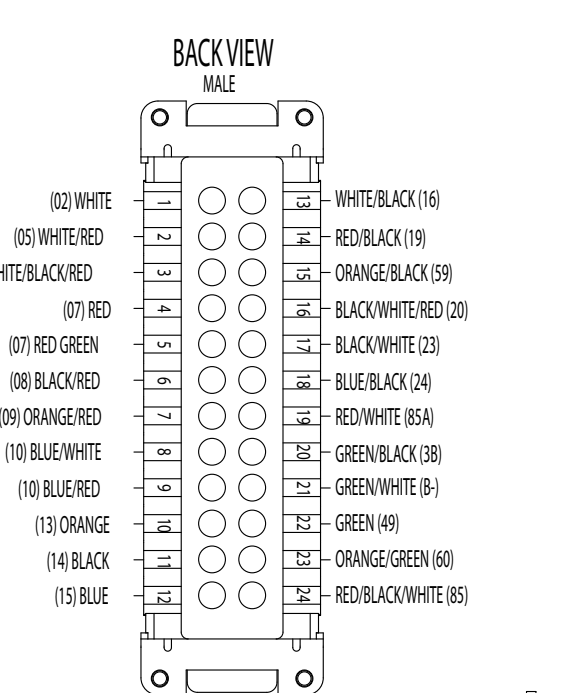 BACK VIEW
MALE
(02) WHITE 1 13 WHITE/BLACK (16)
(05) WHITE/RED 2 14 RED/BLACK (19)
3 15 ORANGE/BLACK (59)
(07) RED 4 16 BLACK/WHITE/RED (20)
(07) RED GREEN 5 17 BLACK/WHITE (23)
(08) BLACK/RED 6 18 BLUE/BLACK (24)
(09) ORANGE/RED 7 19 RED/WHITE (85A)
(10) BLUE/WHITE 8 20 GREEN/BLACK (3B)
(10) BLUE/RED 9 21 GREEN/WHITE (B-)
(13) ORANGE 10 22 GREEN (49)
(14) BLACK 11 23 ORANGE/GREEN (60)
(15) BLUE 12 24 RED/BLACK/WHITE (85)